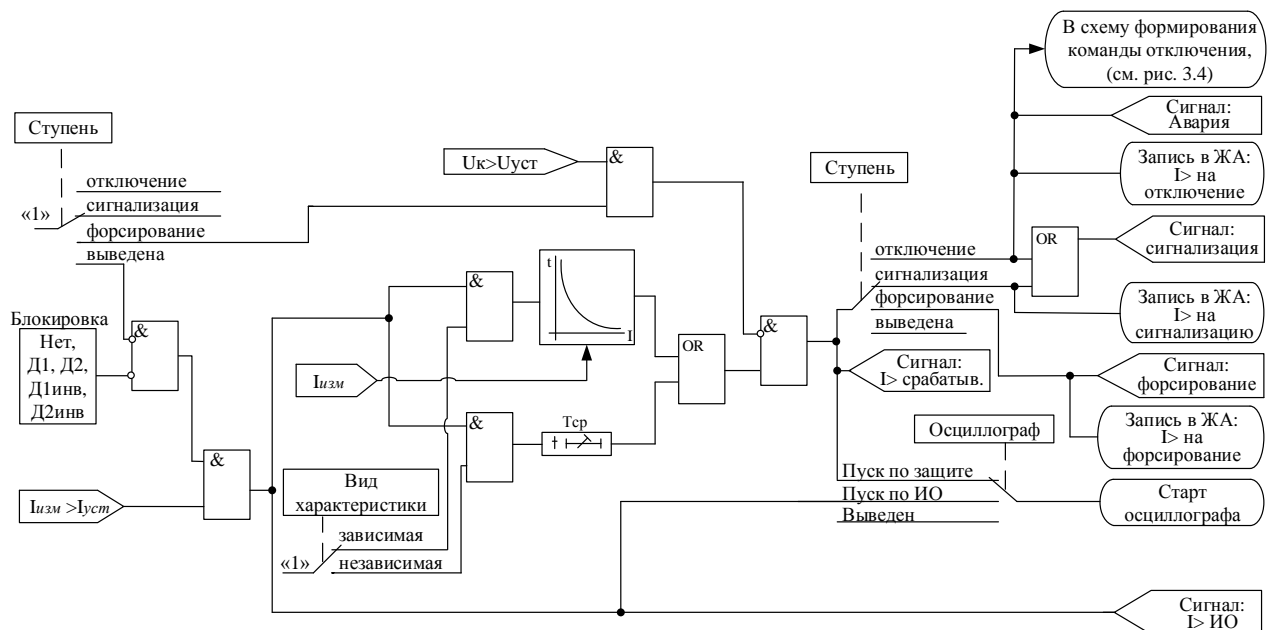 В схему формирования
команды отключения,
(см. рис. 3.4)
Сигнал:
Авария
Ступень
Uк>Uуст
&
Ступень
Запись в ЖА:
I> на
отключение
отключение
сигнализация
«1»
форсирование
выведена
OR
Сигнал:
сигнализация
отключение
сигнализация
форсирование
выведена
t
I
&
Запись в ЖА:
I> на
сигнализацию
Блокировка
Нет,
Д1, Д2,
Д1инв,
Д2инв
&
&
OR
Iизм
Сигнал:
I> срабатыв.
Сигнал:
форсирование
&
Тср
t
Осциллограф
Запись в ЖА:
I> на
форсирование
&
Iизм >Iуст
Вид
характеристики
зависимая
«1»
независимая
Пуск по защите
Пуск по ИО
Выведен
Старт
осциллографа
Сигнал:
I> ИО